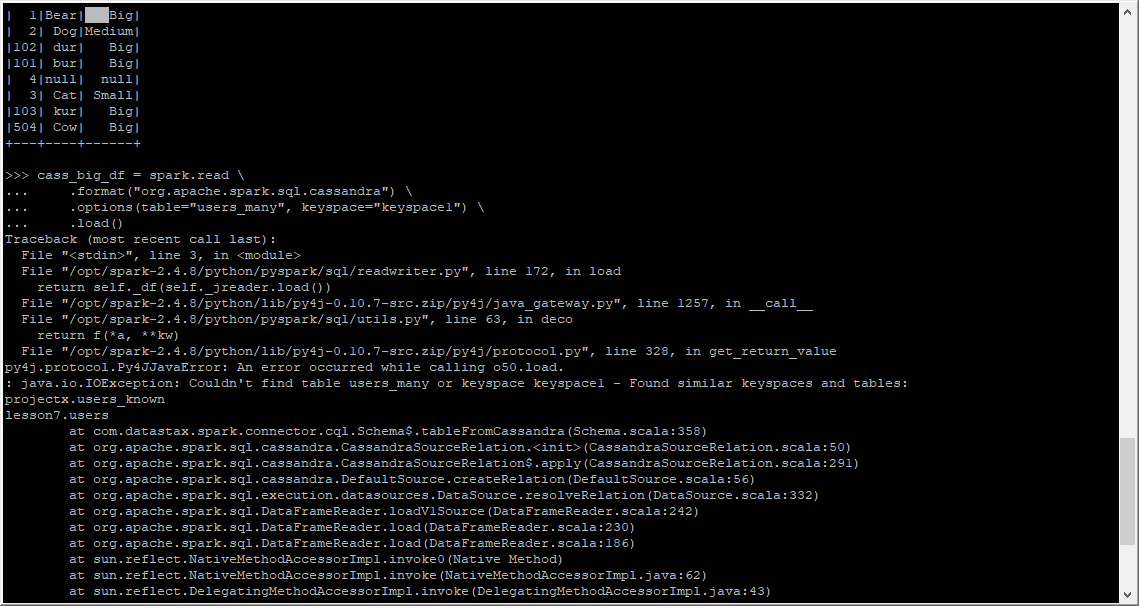 |  1|Bear|   Big|
|  2| Dog|Medium|
|102| dur|   Big|
|101| bur|   Big|
|  4|null|  null|
|  3| Cat| Small|
|103| kur|   Big|
|504| Cow|   Big|
+---+----+------+
>>> cass_big_df = spark.read \
...     .format("org.apache.spark.sql.cassandra") \
...     .options(table="users_many", keyspace="keyspace1") \
...     .load()
Traceback (most recent call last):
  File "<stdin>", line 3, in <module>
  File "/opt/spark-2.4.8/python/pyspark/sql/readwriter.py", line 172, in load
    return self._df(self._jreader.load())
  File "/opt/spark-2.4.8/python/lib/py4j-0.10.7-src.zip/py4j/java_gateway.py", line 1257, in __call__
  File "/opt/spark-2.4.8/python/pyspark/sql/utils.py", line 63, in deco
    return f(*a, **kw)
  File "/opt/spark-2.4.8/python/lib/py4j-0.10.7-src.zip/py4j/protocol.py", line 328, in get_return_value
py4j.protocol.Py4JJavaError: An error occurred while calling o50.load.
: java.io.IOException: Couldn't find table users_many or keyspace keyspace1 - Found similar keyspaces and tables:
projectx.users_known
lesson7.users
        at com.datastax.spark.connector.cql.Schema$.tableFromCassandra(Schema.scala:358)
        at org.apache.spark.sql.cassandra.CassandraSourceRelation.<init>(CassandraSourceRelation.scala:50)
        at org.apache.spark.sql.cassandra.CassandraSourceRelation$.apply(CassandraSourceRelation.scala:291)
        at org.apache.spark.sql.cassandra.DefaultSource.createRelation(DefaultSource.scala:56)
        at org.apache.spark.sql.execution.datasources.DataSource.resolveRelation(DataSource.scala:332)
        at org.apache.spark.sql.DataFrameReader.loadV1Source(DataFrameReader.scala:242)
        at org.apache.spark.sql.DataFrameReader.load(DataFrameReader.scala:230)
        at org.apache.spark.sql.DataFrameReader.load(DataFrameReader.scala:186)
        at sun.reflect.NativeMethodAccessorImpl.invoke0(Native Method)
        at sun.reflect.NativeMethodAccessorImpl.invoke(NativeMethodAccessorImpl.java:62)
        at sun.reflect.DelegatingMethodAccessorImpl.invoke(DelegatingMethodAccessorImpl.java:43)